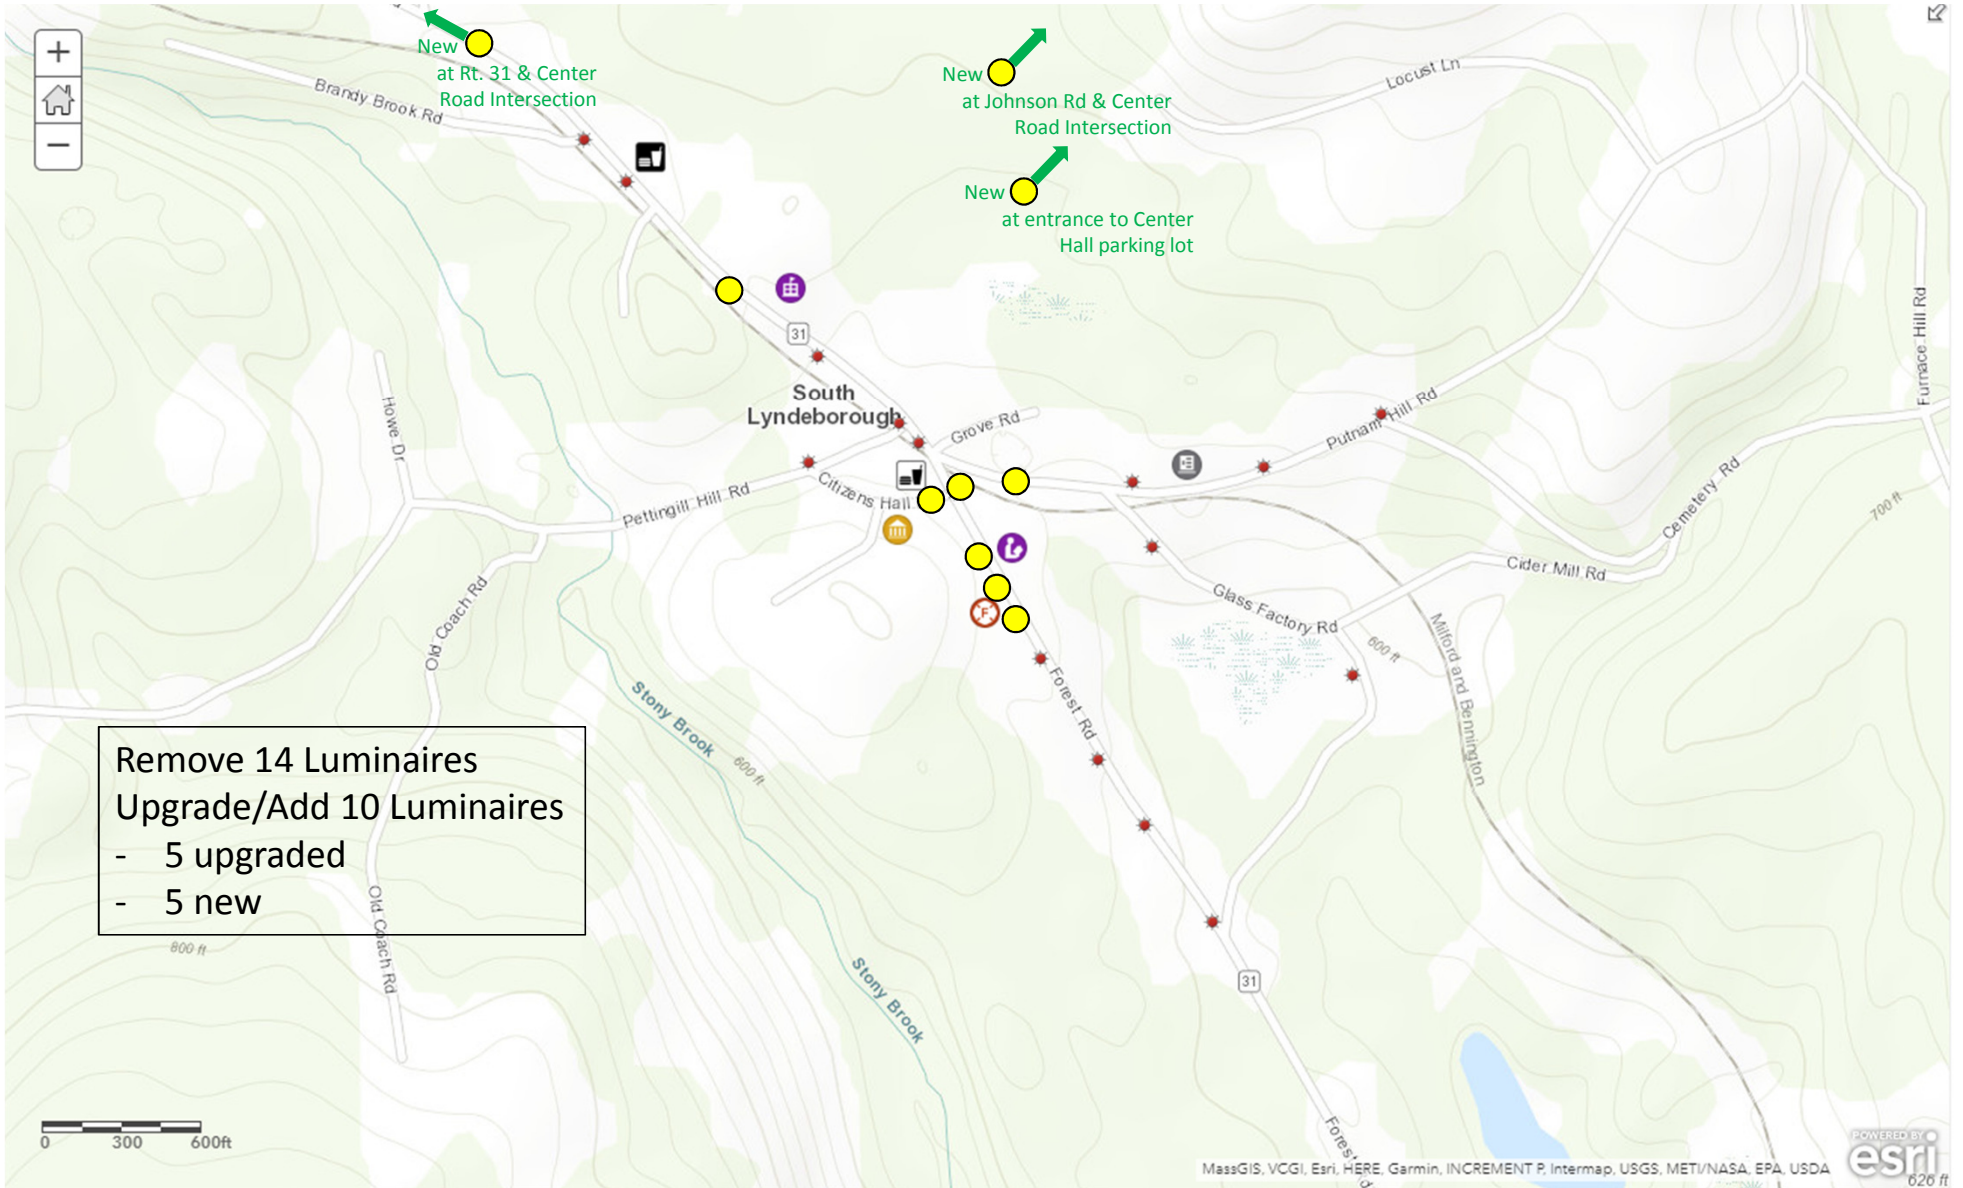 +
−
New
at Rt. 31 & Center
Road Intersection
New
at Johnson Rd & Center
Road Intersection
New
at entrance to Center
Hall parking lot
Brandy Brook Rd
Locust Ln
31
South
Lyndeborough
Grove Rd
Howe Dr
Putnam Hill Rd
Furnace Hill Rd
Citizens Hall
Pettingill Hill Rd
Cemetery Rd
700 ft
Cider Mill Rd
Old Coach Rd
Glass Factory Rd
600 ft
F
Milford and Bennington
Forest Rd
Stony Brook
600 ft
Remove 14 Luminaires
Upgrade/Add 10 Luminaires
- 5 upgraded
- 5 new
Old Coach Rd
800 ft
Stony Brook
31
Forest Rd
0 300 600ft
MassGIS, VCGI, Esri, HERE, Garmin, INCREMENT P, Intermap, USGS, METI/NASA, EPA, USDA
POWERED BY
esri
626 ft